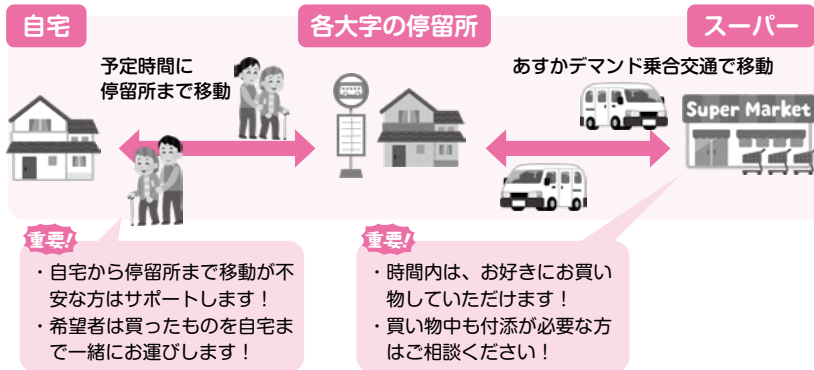 自宅
各大字の停留所
スーパー
予定時間に
停留所まで移動
あすかデマンド乗合交通で移動
Super Market
重要!
・自宅から停留所まで移動が不
安な方はサポートします！
・希望者は買ったものを自宅ま
で一緒にお運びします！
重要!
・時間内は、お好きにお買い
物していただけます！
・買い物中も付添が必要な方
はご相談ください！